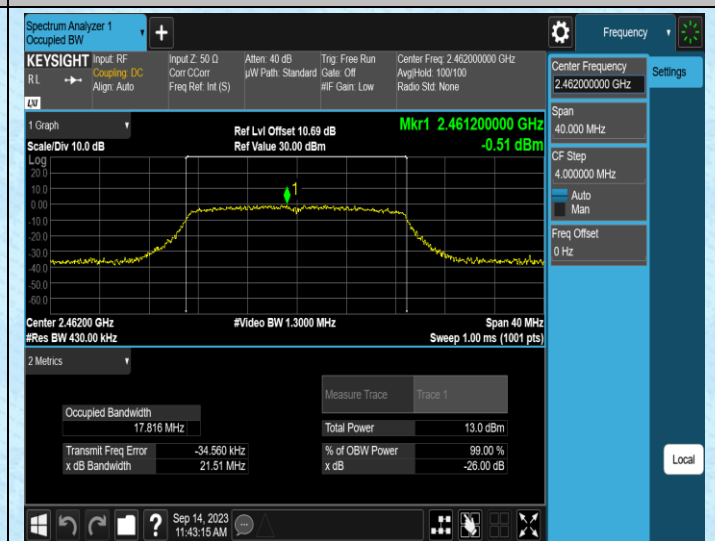 Spectrum Analyzer 1
Occupied BW
+
Frequency
KEYSIGHT Input: RF Input Z: 50 Ω Atten: 40 dB Trig: Free Run Center Freq: 2.462000000 GHz
RL Coupling: DC Corr CCorr µW Path: Standard Gate: Off Avg|Hold: 100/100
Align: Auto Freq Ref: Int (S) #IF Gain: Low Radio Std: None
LXI
Center Frequency
2.462000000 GHz
Settings
Span
40.000 MHz
CF Step
4.000000 MHz
Auto
Man
Freq Offset
0 Hz
Local
1 Graph
Scale/Div 10.0 dB
Ref Lvl Offset 10.69 dB
Ref Value 30.00 dBm
Mkr1 2.461200000 GHz
-0.51 dBm
Log
20.0
10.0
0.00
-10.0
-20.0
-30.0
-40.0
-50.0
-60.0
1
Center 2.46200 GHz #Video BW 1.3000 MHz Span 40 MHz
#Res BW 430.00 kHz Sweep 1.00 ms (1001 pts)
2 Metrics
Measure Trace Trace 1
Occupied Bandwidth
17.816 MHz
Total Power 13.0 dBm
Transmit Freq Error -34.560 kHz % of OBW Power 99.00 %
x dB Bandwidth 21.51 MHz x dB -26.00 dB
? Sep 14, 2023
11:43:15 AM